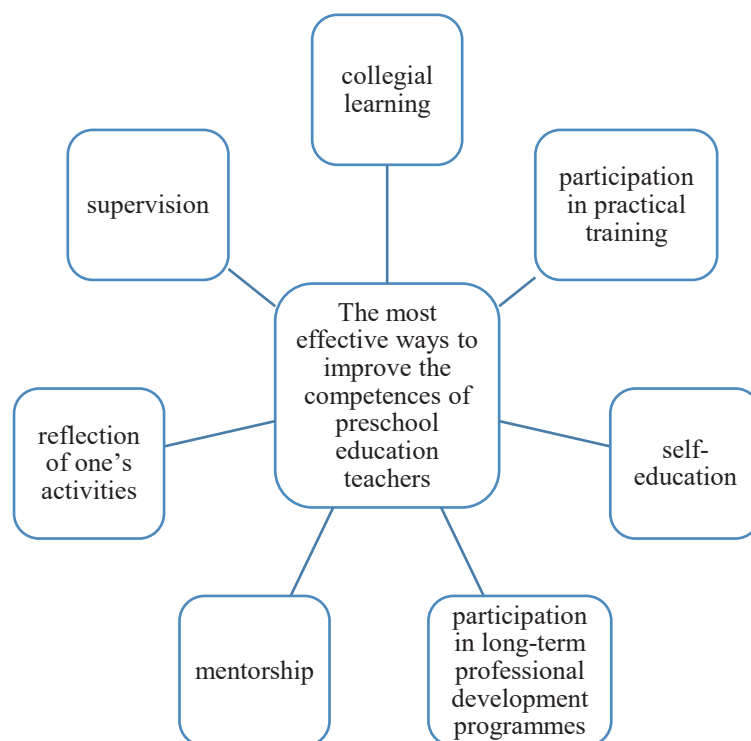 collegial
learning
participation
in practical
training
self-
education
participation
in long-term
professional
development
programmes
mentorship
reflection
of one’s
activities
supervision
The most
effective ways to
improve the
competences of
preschool
education
teachers